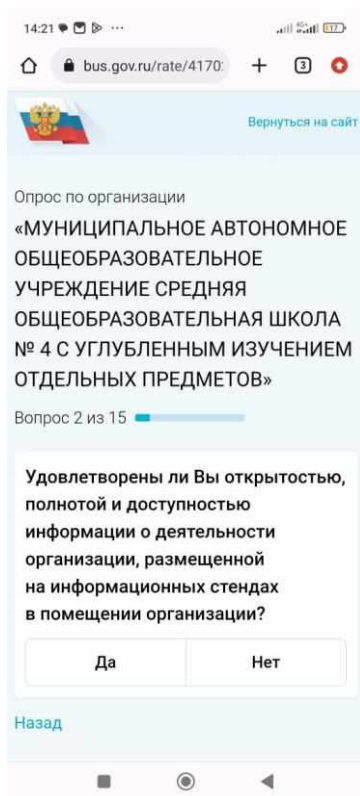 14:21
17
bus.gov.ru/rate/4170
3
Вернуться на сайт
Опрос по организации
«МУНИЦИПАЛЬНОЕ АВТОНОМНОЕ
ОБЩЕОБРАЗОВАТЕЛЬНОЕ
УЧРЕЖДЕНИЕ СРЕДНЯЯ
ОБЩЕОБРАЗОВАТЕЛЬНАЯ ШКОЛА
№ 4 С УГЛУБЛЕННЫМ ИЗУЧЕНИЕМ
ОТДЕЛЬНЫХ ПРЕДМЕТОВ»
Вопрос 2 из 15
Удовлетворены ли Вы открытостью,
полнотой и доступностью
информации о деятельности
организации, размещенной
на информационных стендах
в помещении организации?
Да Нет
Назад